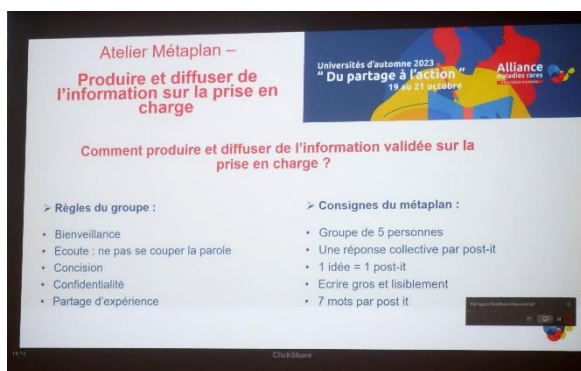 Atelier Métaplan –
Produire et diffuser de
l'information sur la prise en
charge
Universités d'automne 2023
" Du partage à l'action "
19 au 21 octobre
Alliance
maladies rares
Comment produire et diffuser de l'information validée sur la
prise en charge ?
➢ Règles du groupe :
• Bienveillance
• Ecoute : ne pas se couper la parole
• Concision
• Confidentialité
• Partage d'expérience
➢ Consignes du métaplan :
• Groupe de 5 personnes
• Une réponse collective par post-it
• 1 idée = 1 post-it
• Ecrire gros et lisiblement
• 7 mots par post it
ClickShare